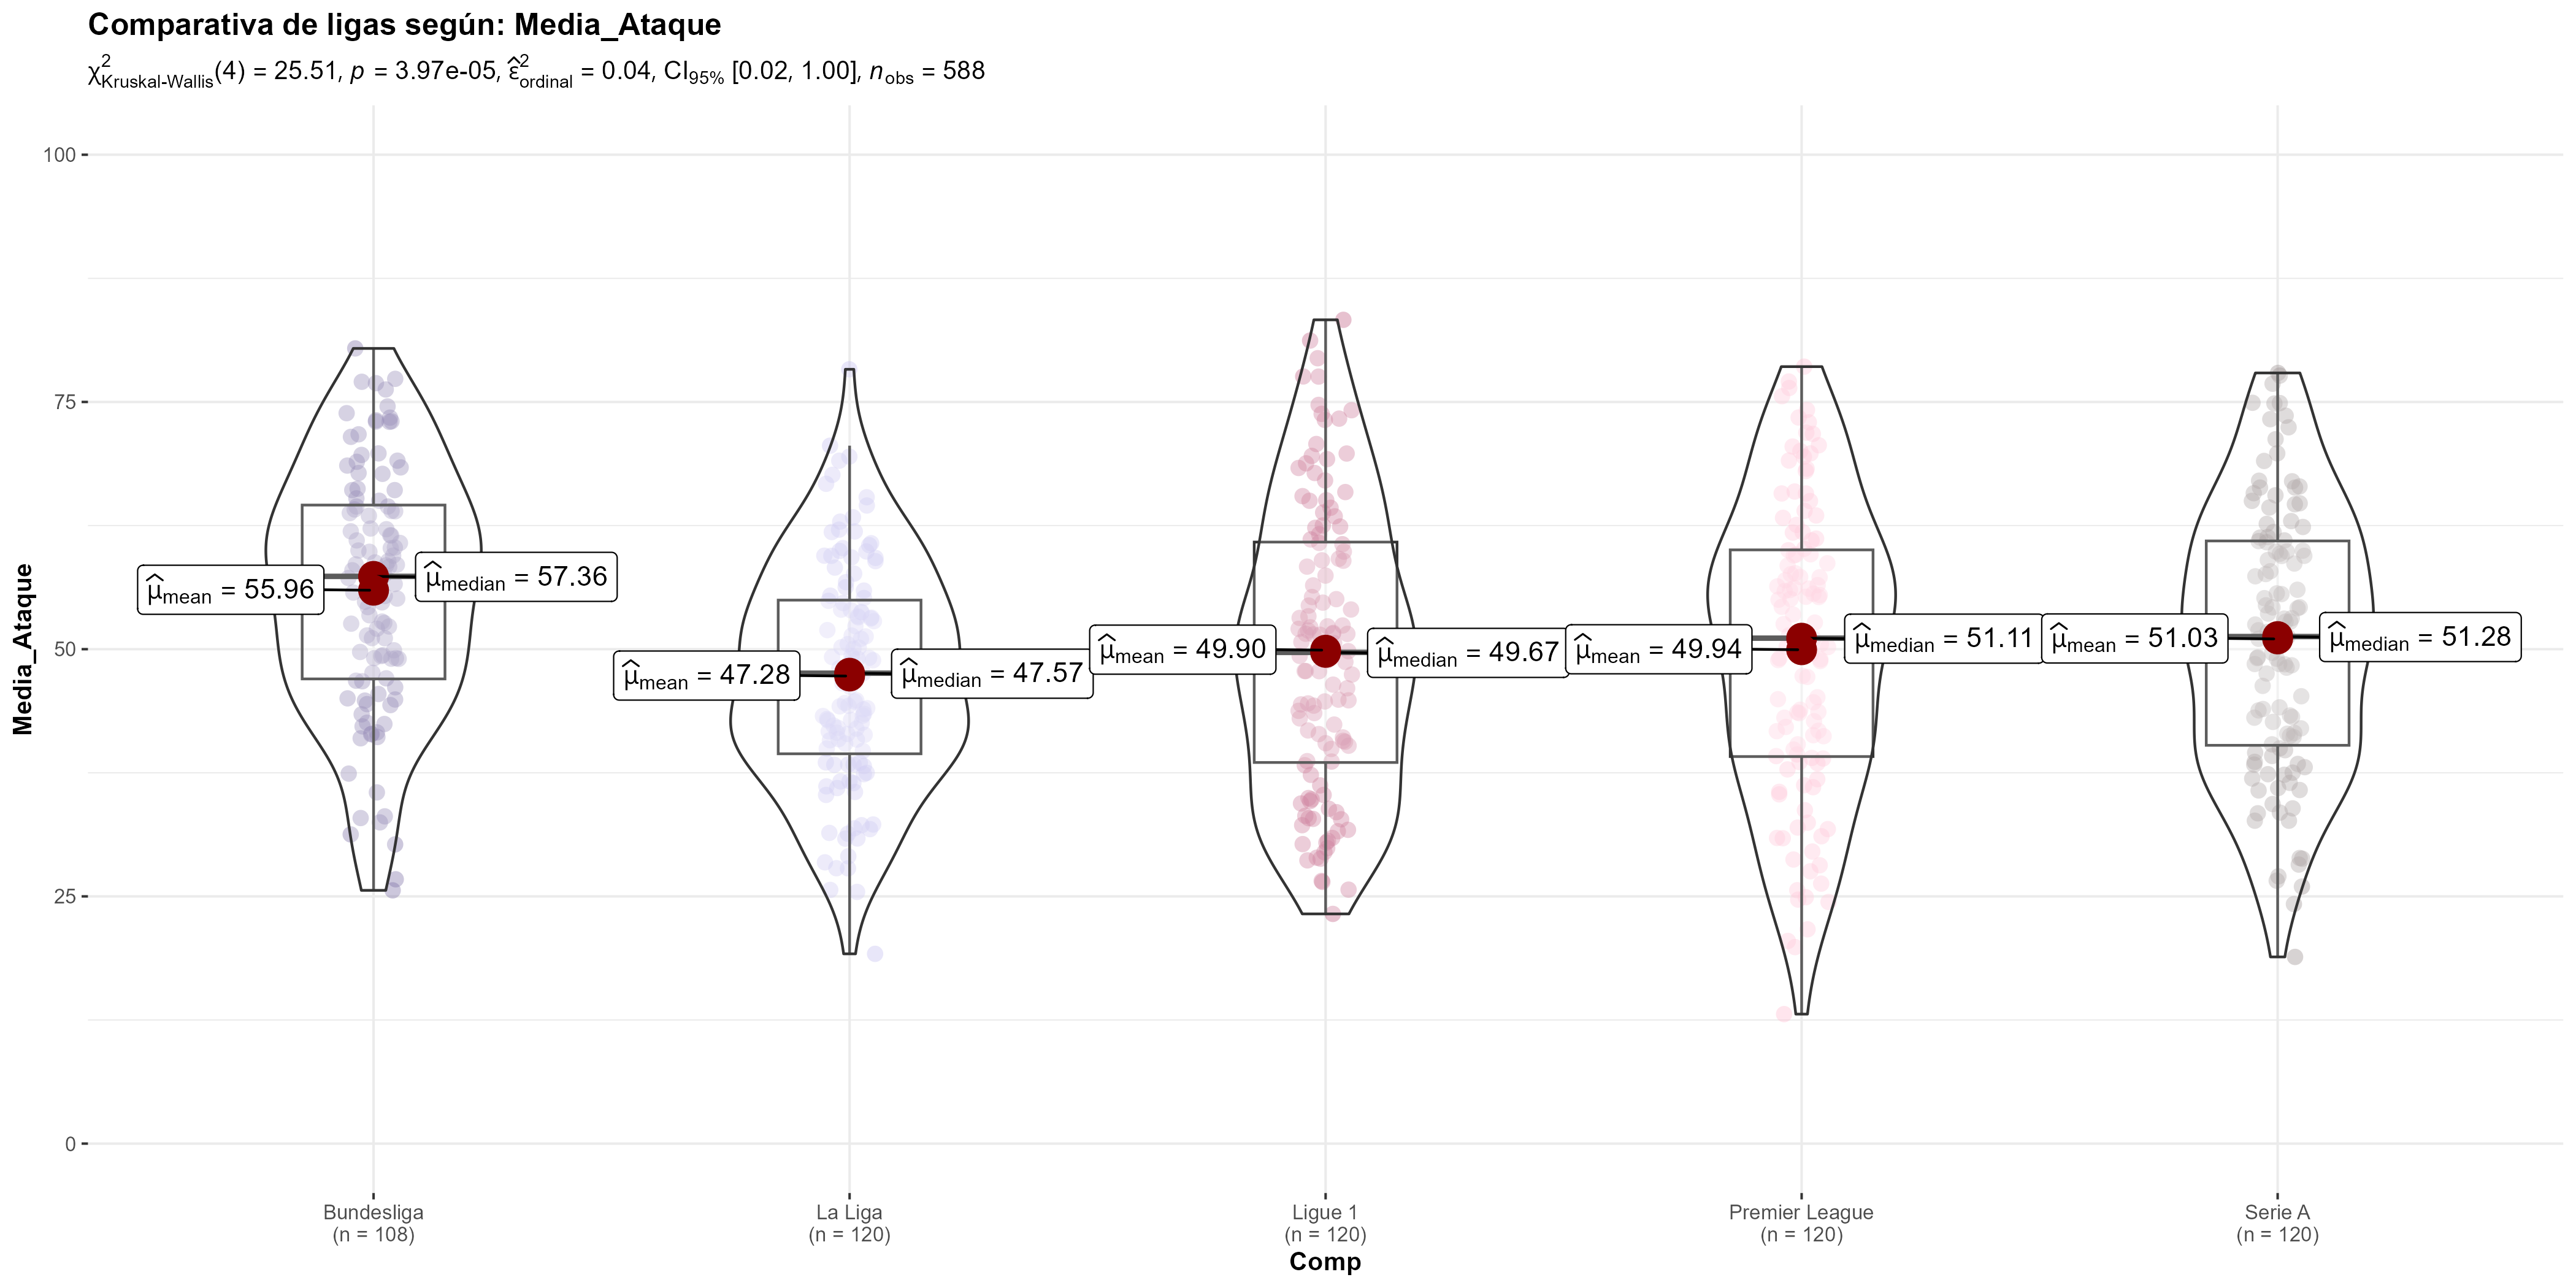 Comparativa de ligas según: Media_Ataque
χ²Kruskal-Wallis(4) = 25.51, p = 3.97e-05, ε̂²ordinal = 0.04, CI95% [0.02, 1.00], nobs = 588
Media_Ataque
100
75
50
25
0
μ̂mean = 55.96
μ̂median = 57.36
μ̂mean = 47.28
μ̂median = 47.57
μ̂mean = 49.90
μ̂median = 49.67
μ̂mean = 49.94
μ̂median = 51.11
μ̂mean = 51.03
μ̂median = 51.28
Bundesliga
(n = 108)
La Liga
(n = 120)
Ligue 1
(n = 120)
Premier League
(n = 120)
Serie A
(n = 120)
Comp